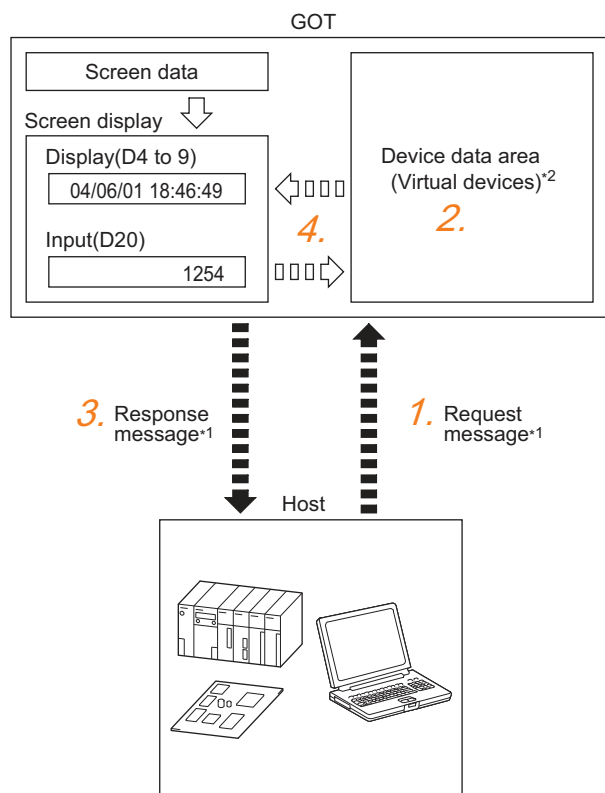 GOT
Screen data
Screen display
Display(D4 to 9)
04/06/01 18:46:49
Input(D20)
1254
4.
Device data area
(Virtual devices)*2
2.
3. Response
message*1
1. Request
message*1
Host